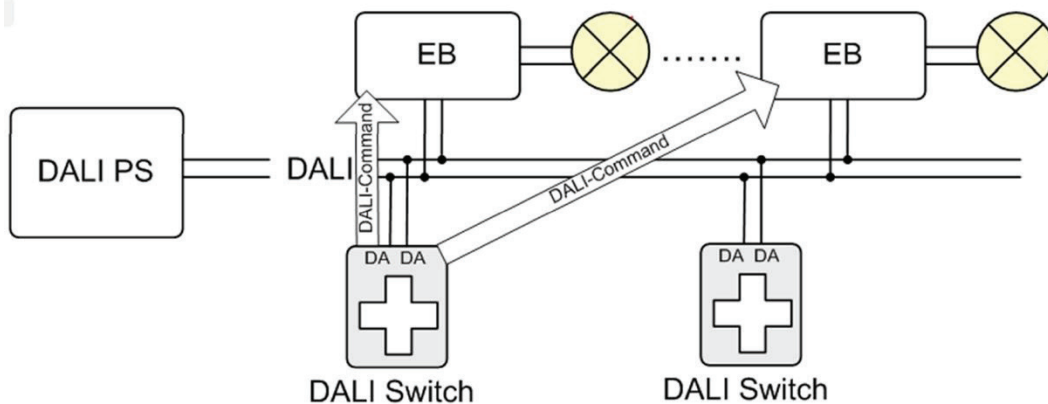 EB
EB
DALI PS
DALI
DALI-Command
DALI-Command
DA DA
DA DA
DALI Switch
DALI Switch